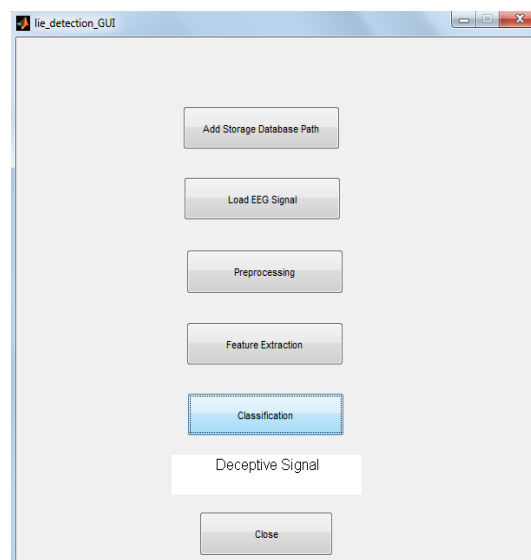 lie_detection_GUI
Add Storage Database Path
Load EEG Signal
Preprocessing
Feature Extraction
Classification
Deceptive Signal
Close